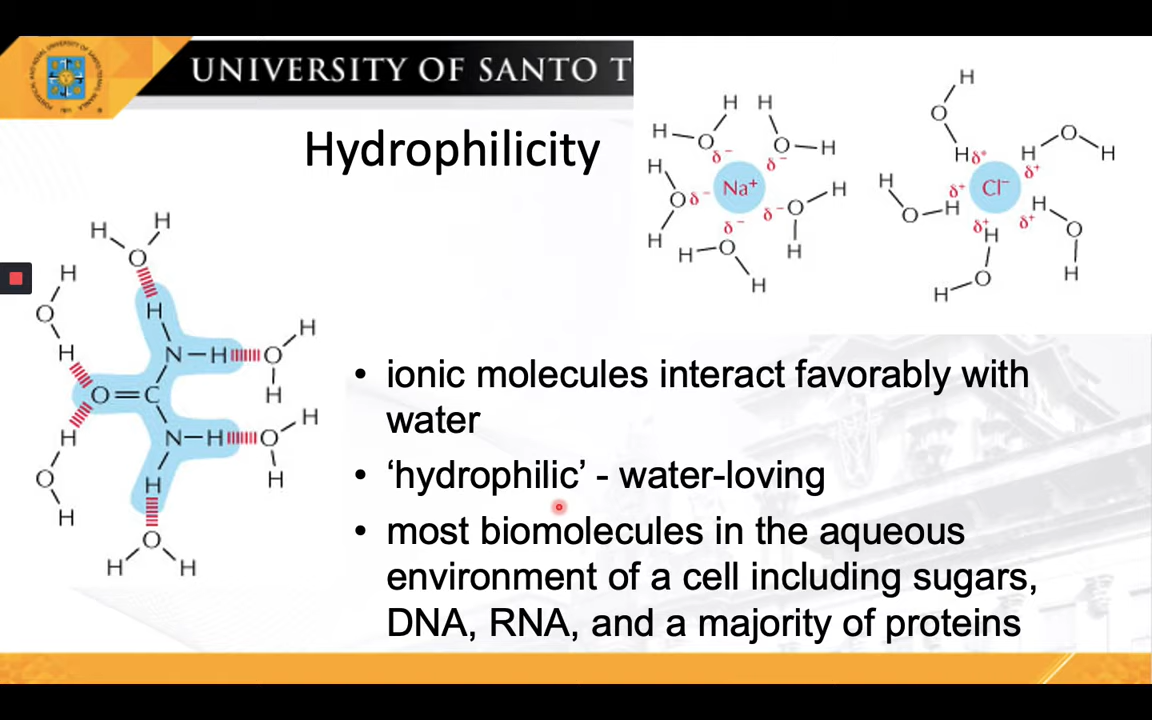 UNIVERSITY OF SANTO T
Hydrophilicity
H H
H O
δ⁻
O H
δ⁻
H
O δ⁻
H
Na⁺
δ⁻ O H
H
δ⁻
H O
H
H
O
H δ⁺
H O H
δ⁺
H
O H
δ⁺
Cl⁻
H
δ⁺ O
H
δ⁺
H
O
H
H H
O
H
O
H
H
N H O H
H
O C
N H O H
H
H
O
H
H
O
H H
• ionic molecules interact favorably with
water
• ‘hydrophilic’ - water-loving
• most biomolecules in the aqueous
environment of a cell including sugars,
DNA, RNA, and a majority of proteins